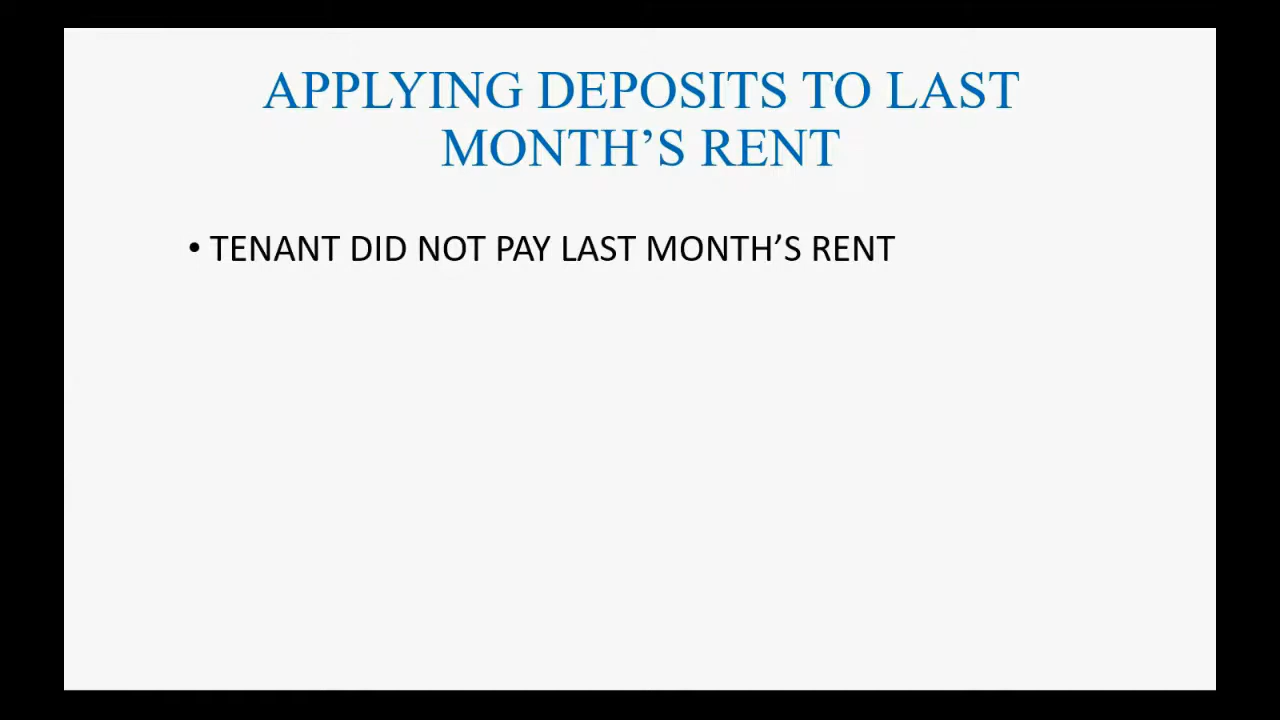 APPLYING DEPOSITS TO LAST
MONTH’S RENT
• TENANT DID NOT PAY LAST MONTH’S RENT